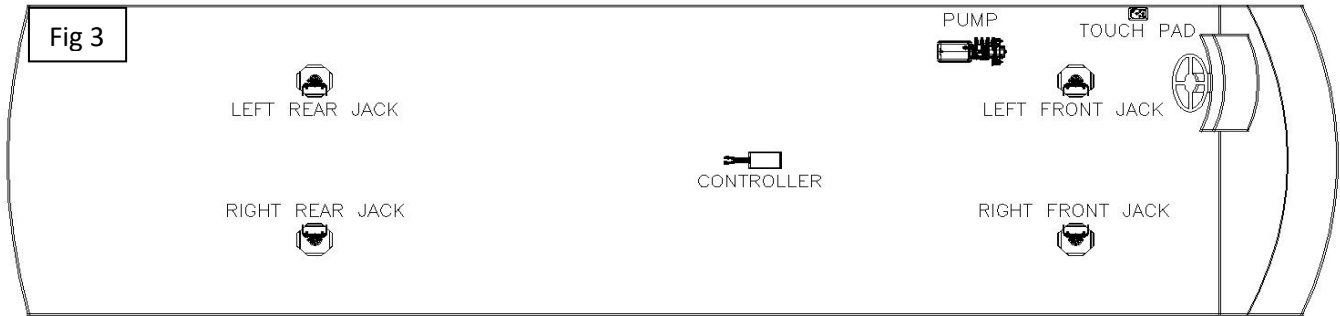 Fig 3
PUMP
TOUCH PAD
LEFT REAR JACK
LEFT FRONT JACK
CONTROLLER
RIGHT REAR JACK
RIGHT FRONT JACK